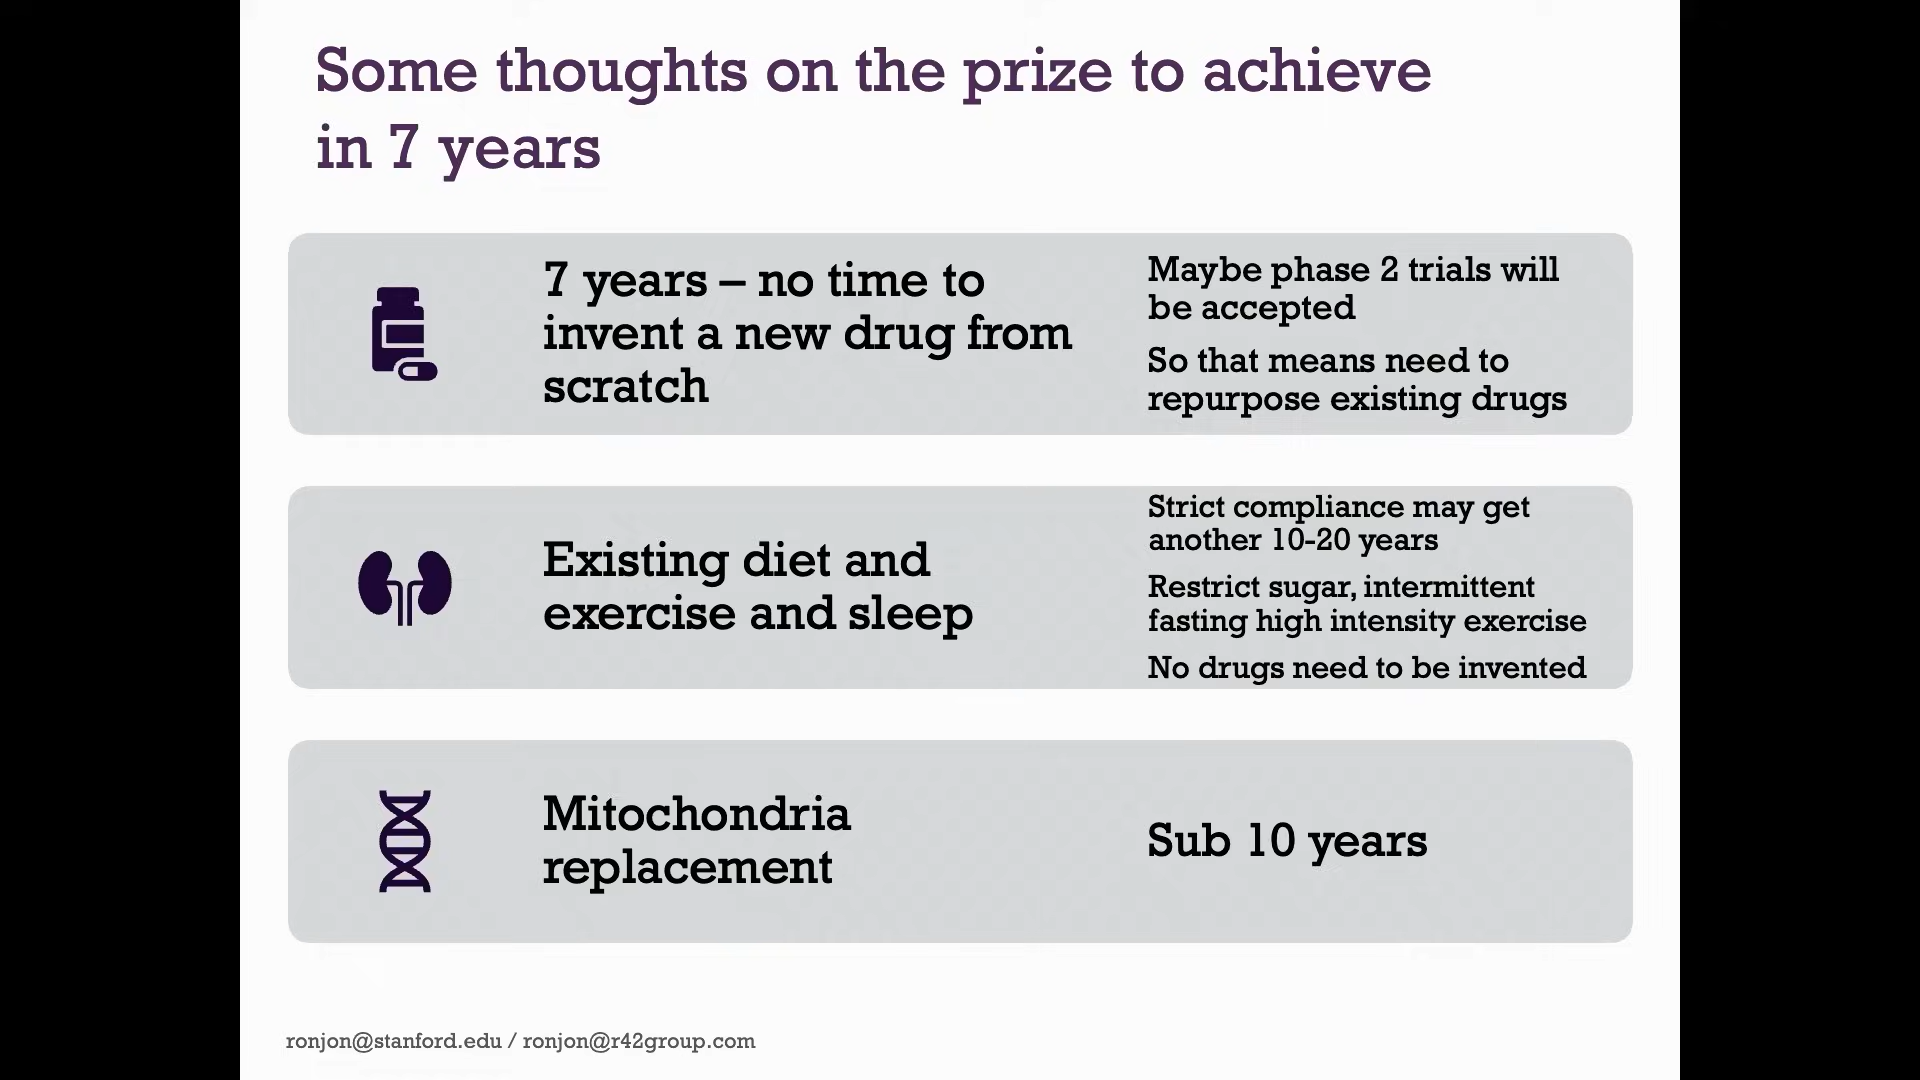 Some thoughts on the prize to achieve
in 7 years
7 years – no time to
invent a new drug from
scratch
Maybe phase 2 trials will
be accepted
So that means need to
repurpose existing drugs
Existing diet and
exercise and sleep
Strict compliance may get
another 10-20 years
Restrict sugar, intermittent
fasting high intensity exercise
No drugs need to be invented
Mitochondria
replacement
Sub 10 years
ronjon@stanford.edu / ronjon@r42group.com